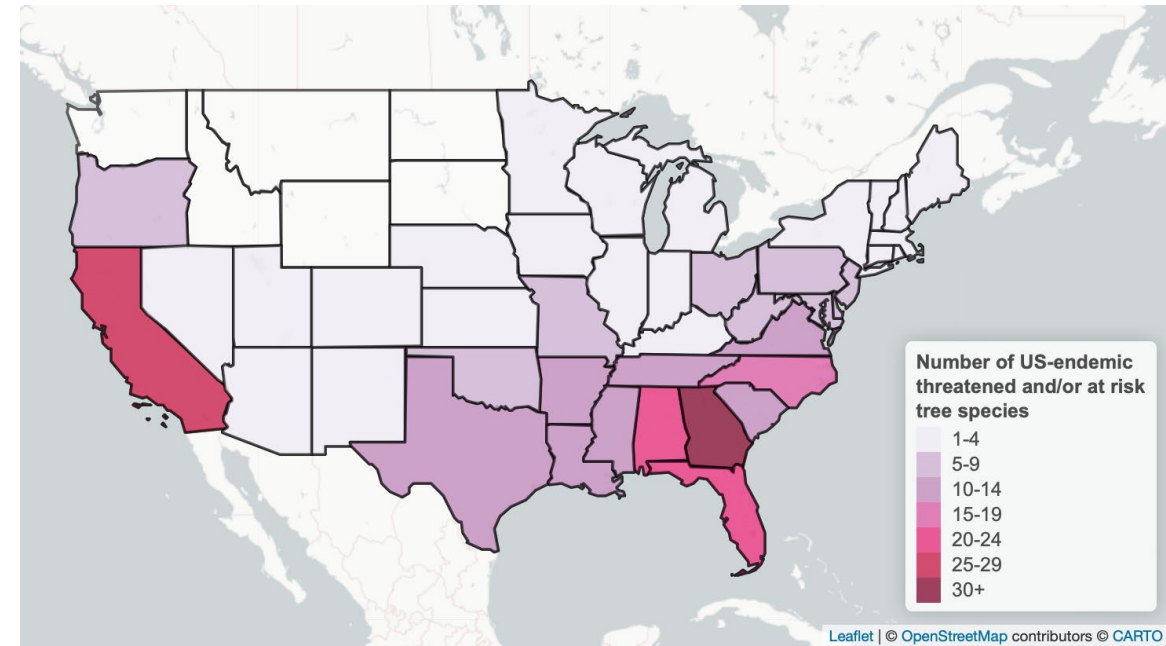 Number of US-endemic
threatened and/or at risk
tree species
1-4
5-9
10-14
15-19
20-24
25-29
30+
Leaflet | © OpenStreetMap contributors © CARTO